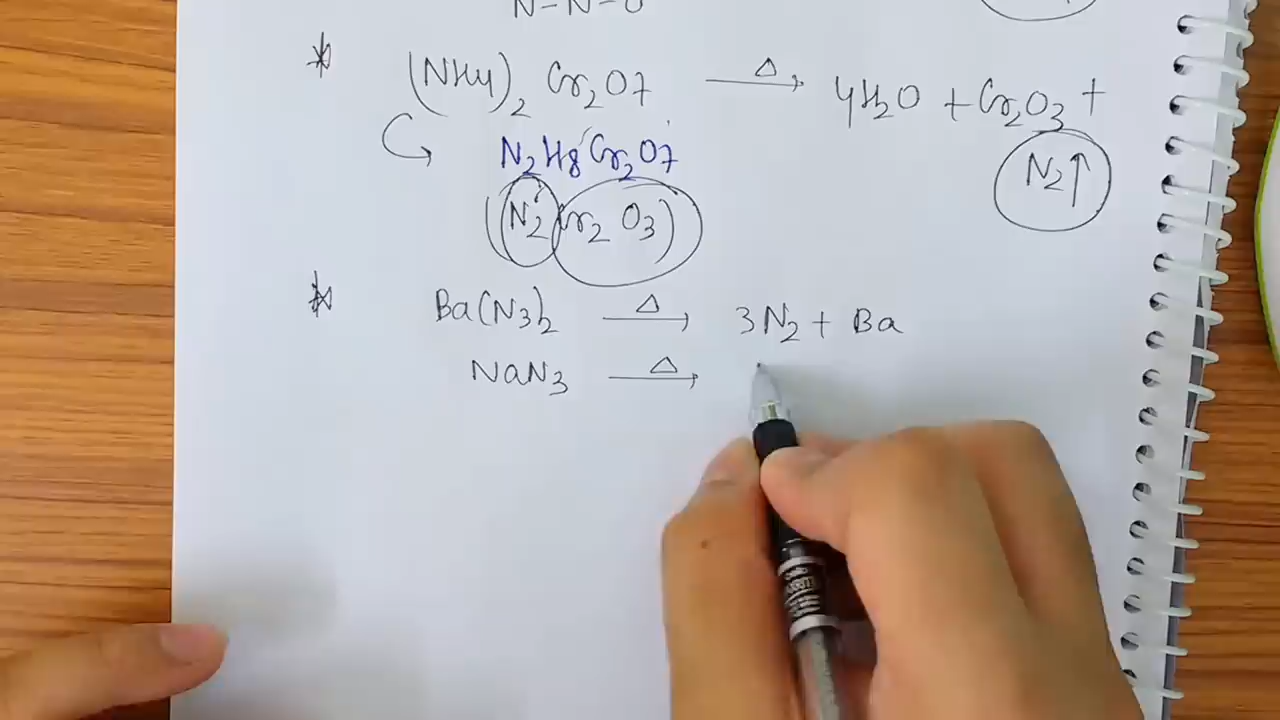 N-N-O
* (NH4)2 Cr2O7 —Δ→ 4H2O + Cr2O3 +
N2↑
N2H8Cr2O7
(N2 Cr2 O3)
* Ba(N3)2 —Δ→ 3N2 + Ba
NaN3 —Δ→